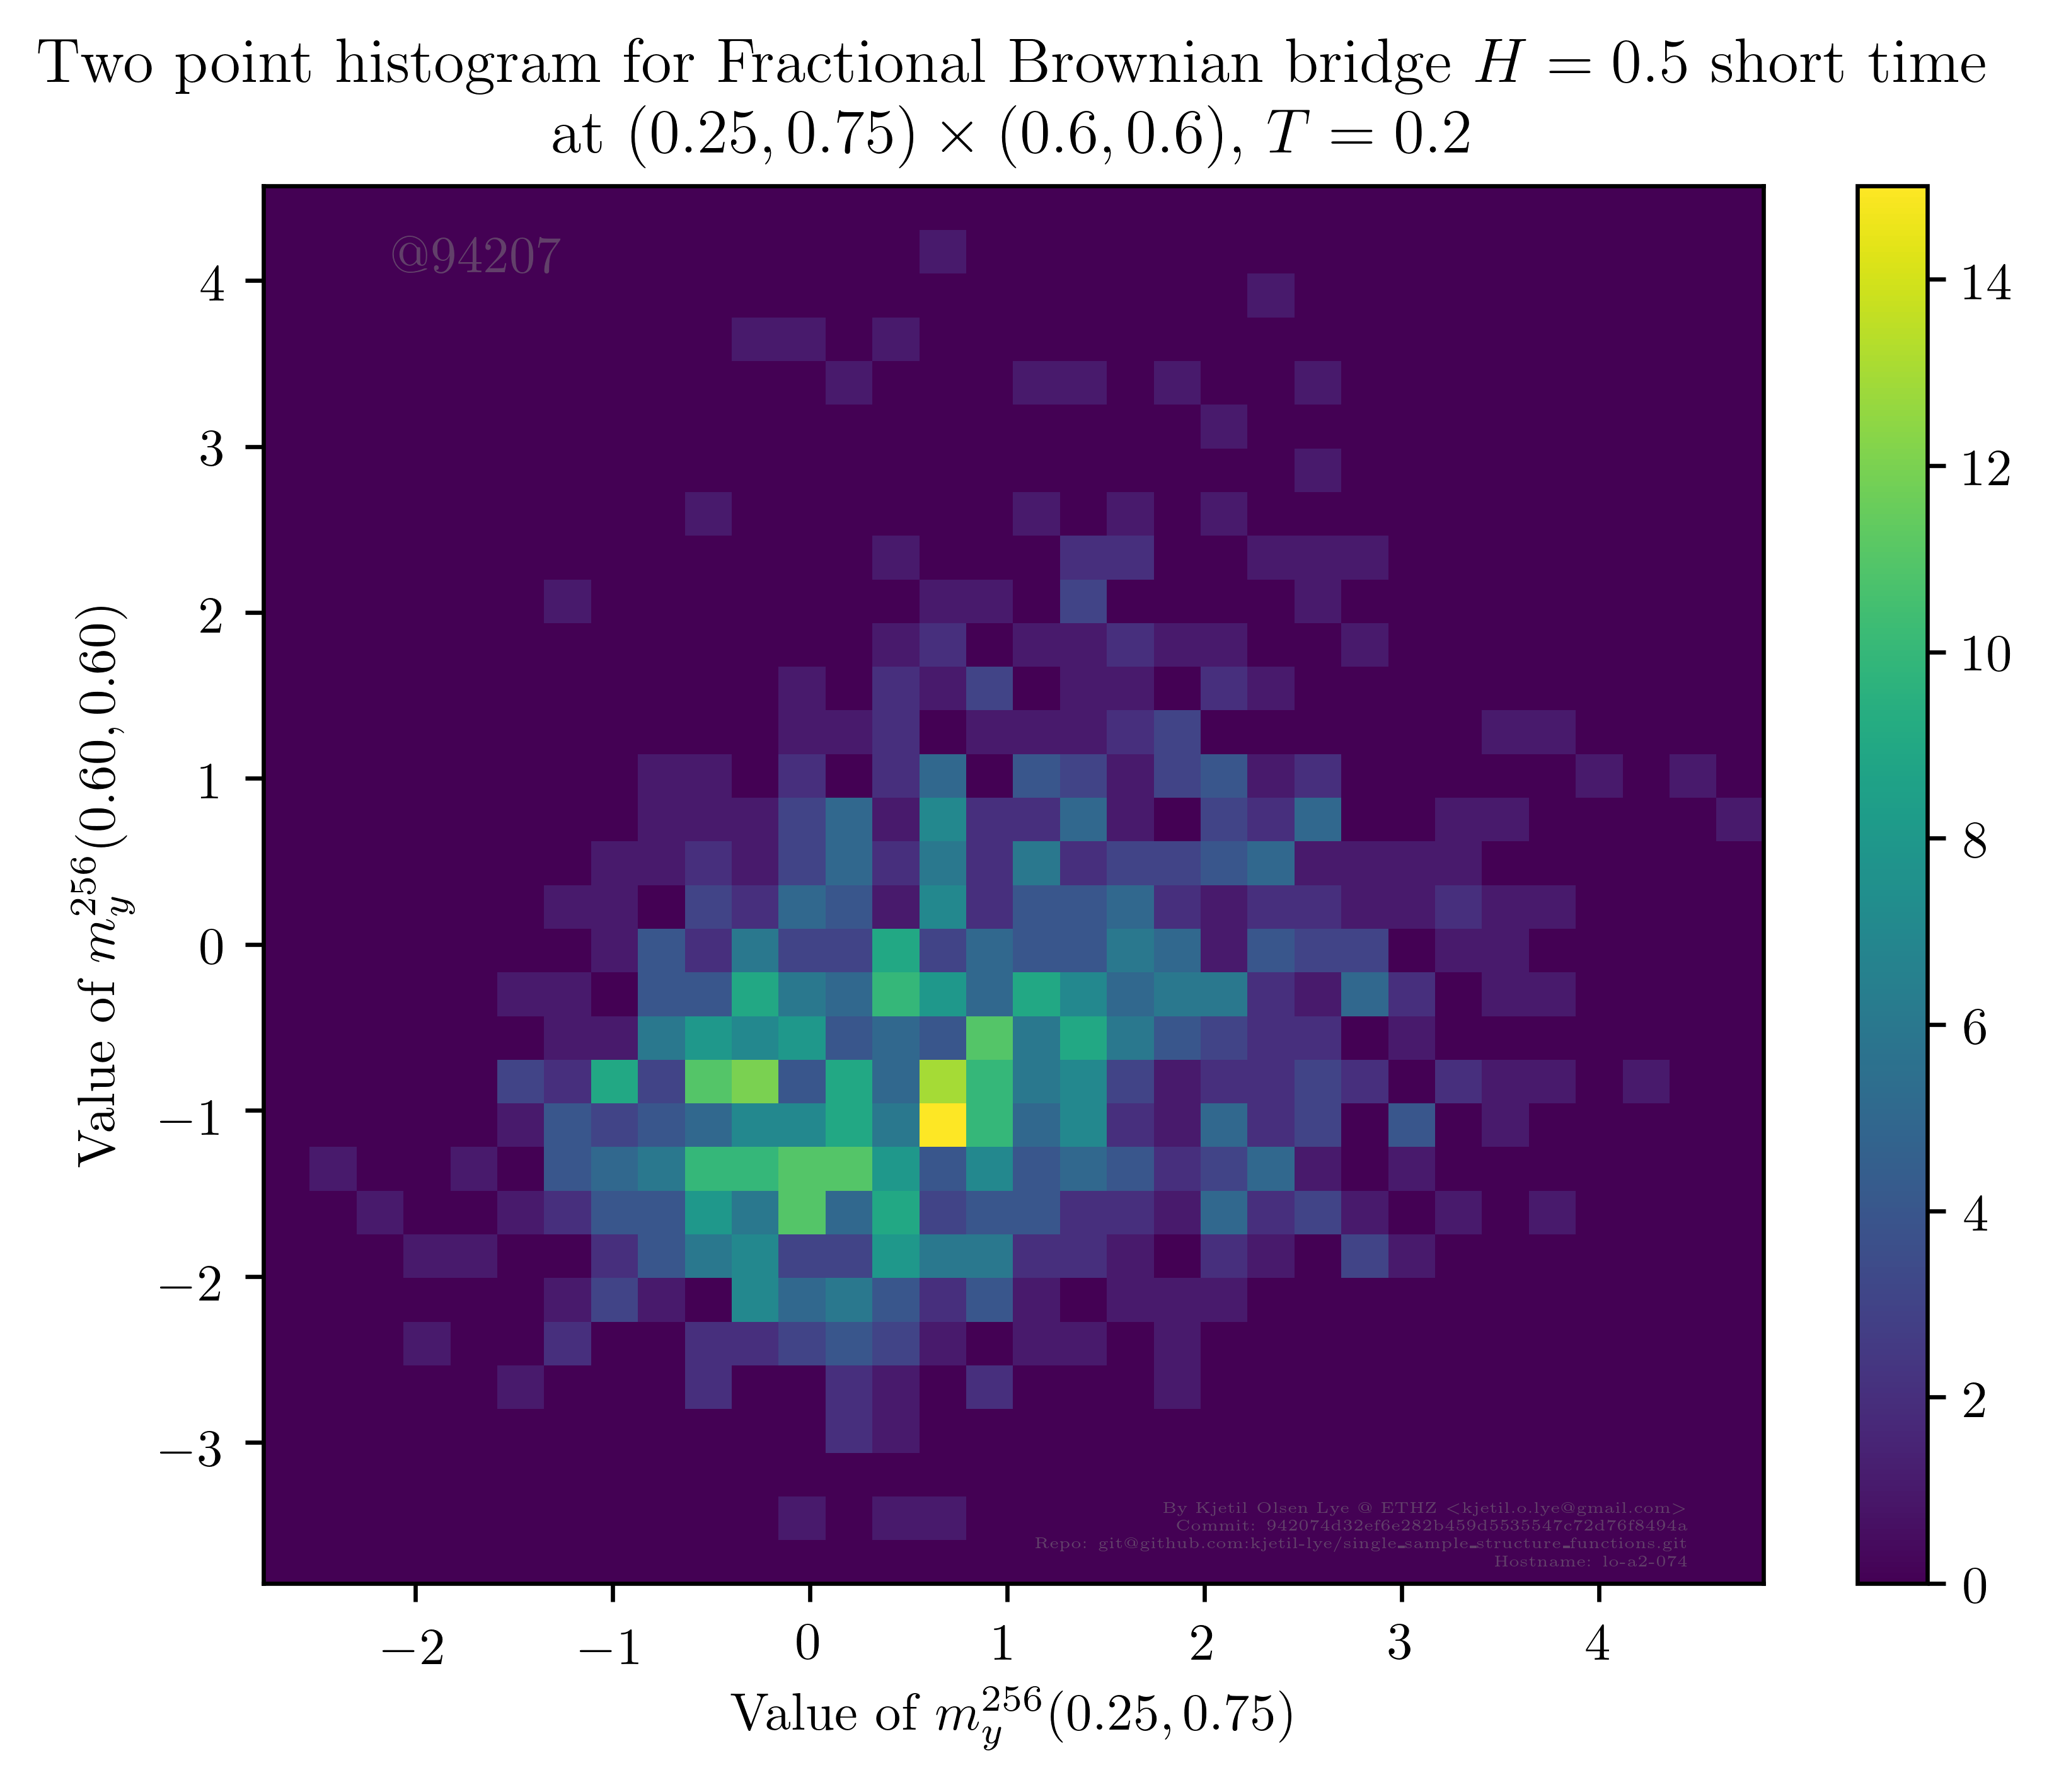 Two point histogram for Fractional Brownian bridge H = 0.5 short time
at (0.25, 0.75) × (0.6, 0.6), T = 0.2
@94207
4
3
2
1
0
−1
−2
−3
Value of m_y^256(0.60, 0.60)
−2 −1 0 1 2 3 4
Value of m_y^256(0.25, 0.75)
14
12
10
8
6
4
2
0
By Kjetil Olsen Lye @ ETHZ <kjetil.o.lye@gmail.com>
Commit: 942074d32ef6e282b459d5535547c72d76f8494a
Repo: git@github.com:kjetil-lye/single_sample_structure_functions.git
Hostname: lo-a2-074